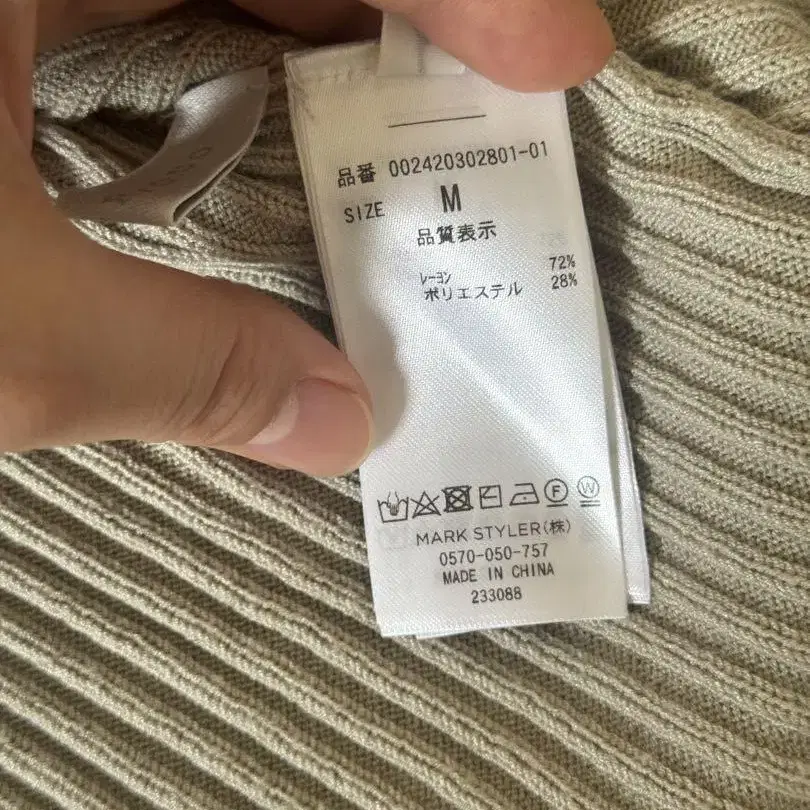 品番 002420302801-01
SIZE M
品質表示
レーヨン 72%
ポリエステル 28%
F W
MARK STYLER(株)
0570-050-757
MADE IN CHINA
233088